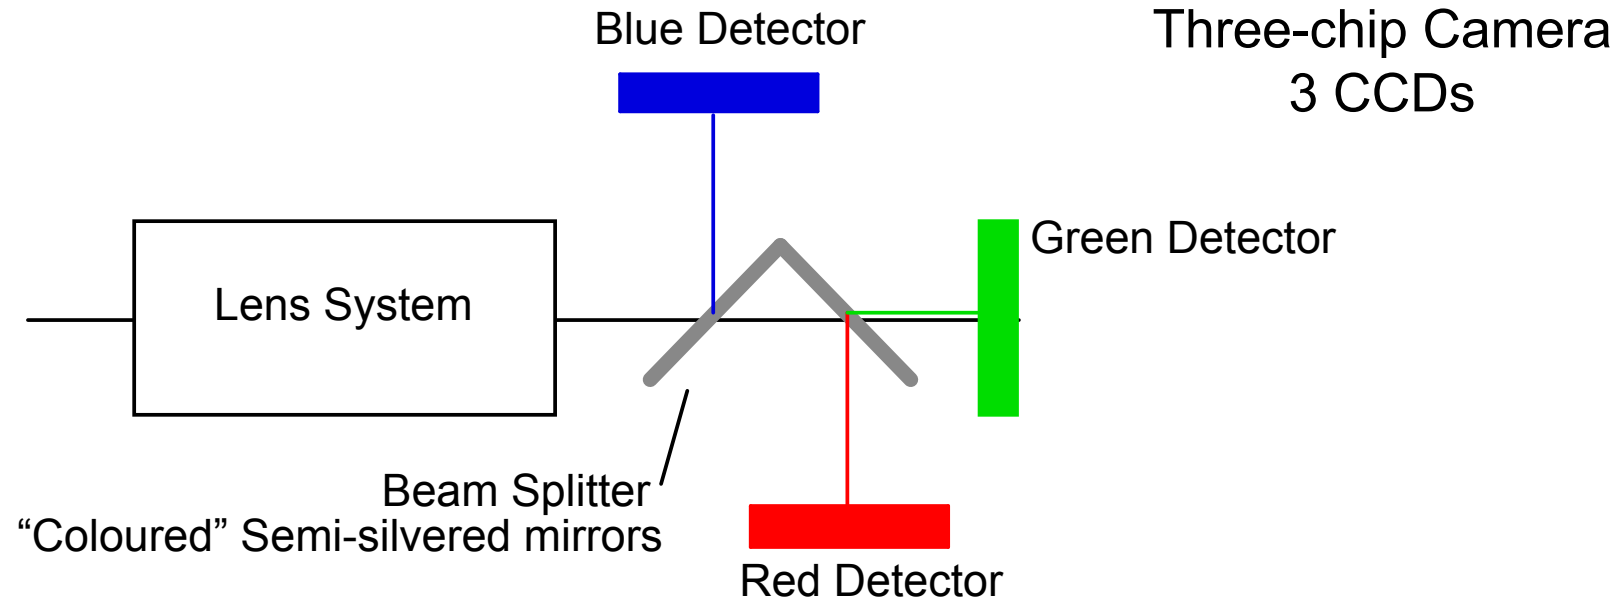 Blue Detector
Three-chip Camera
3 CCDs
Green Detector
Lens System
Beam Splitter
“Coloured” Semi-silvered mirrors
Red Detector